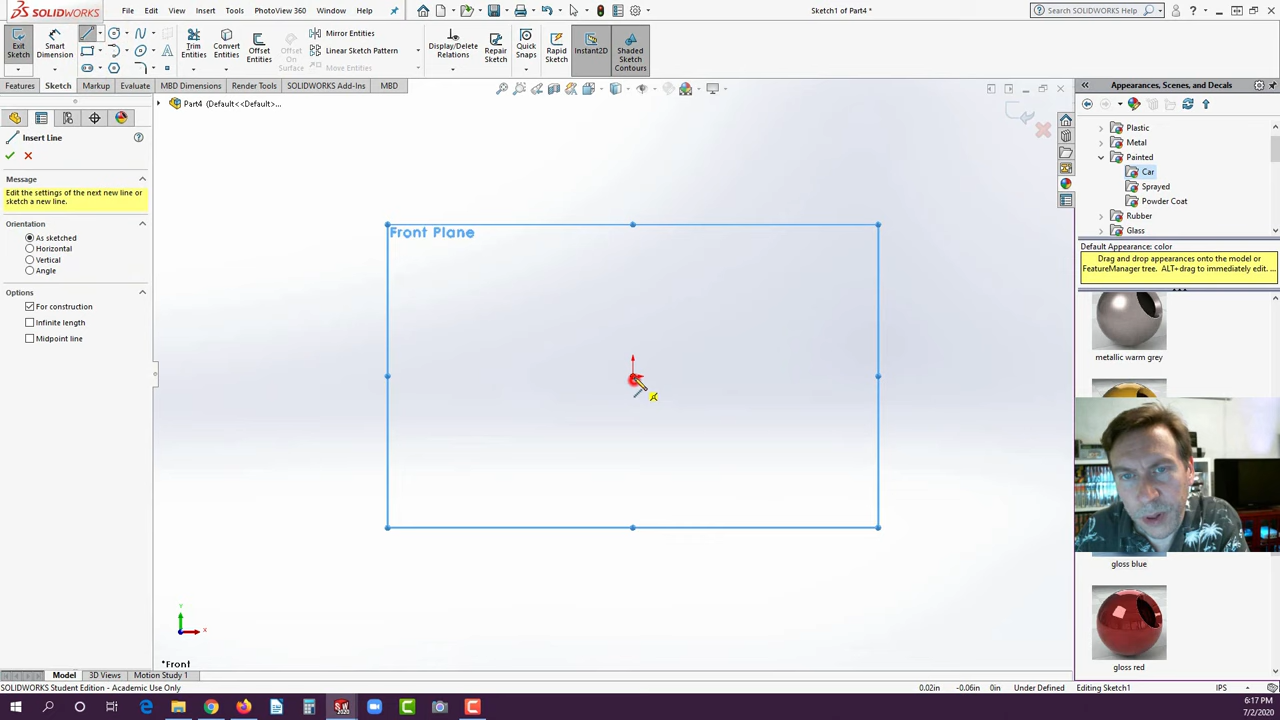 SOLIDWORKS
File Edit View Insert Tools PhotoView 360 Window Help
Sketch1 of Part4 *
Search SOLIDWORKS Help
Exit Sketch
Smart Dimension
Trim Entities
Convert Entities
Offset Entities
Offset On Surface
Mirror Entities
Linear Sketch Pattern
Move Entities
Display/Delete Relations
Repair Sketch
Quick Snaps
Rapid Sketch
Instant2D
Shaded Sketch Contours
Features Sketch Markup Evaluate MBD Dimensions Render Tools SOLIDWORKS Add-Ins MBD
Part4 (Default<<Default>...
Insert Line
Message
Edit the settings of the next new line or
sketch a new line.
Orientation
As sketched
Horizontal
Vertical
Angle
Options
For construction
Infinite length
Midpoint line
Front Plane
Y
X
*Front
Appearances, Scenes, and Decals
Plastic
Metal
Painted
Car
Sprayed
Powder Coat
Rubber
Glass
Default Appearance: color
Drag and drop appearances onto the model or
FeatureManager tree. ALT+drag to immediately edit. ...
metallic warm grey
gloss blue
gloss red
Model 3D Views Motion Study 1
SOLIDWORKS Student Edition - Academic Use Only
0.02in -0.06in 0in Under Defined Editing Sketch1 IPS
6:17 PM
7/2/2020